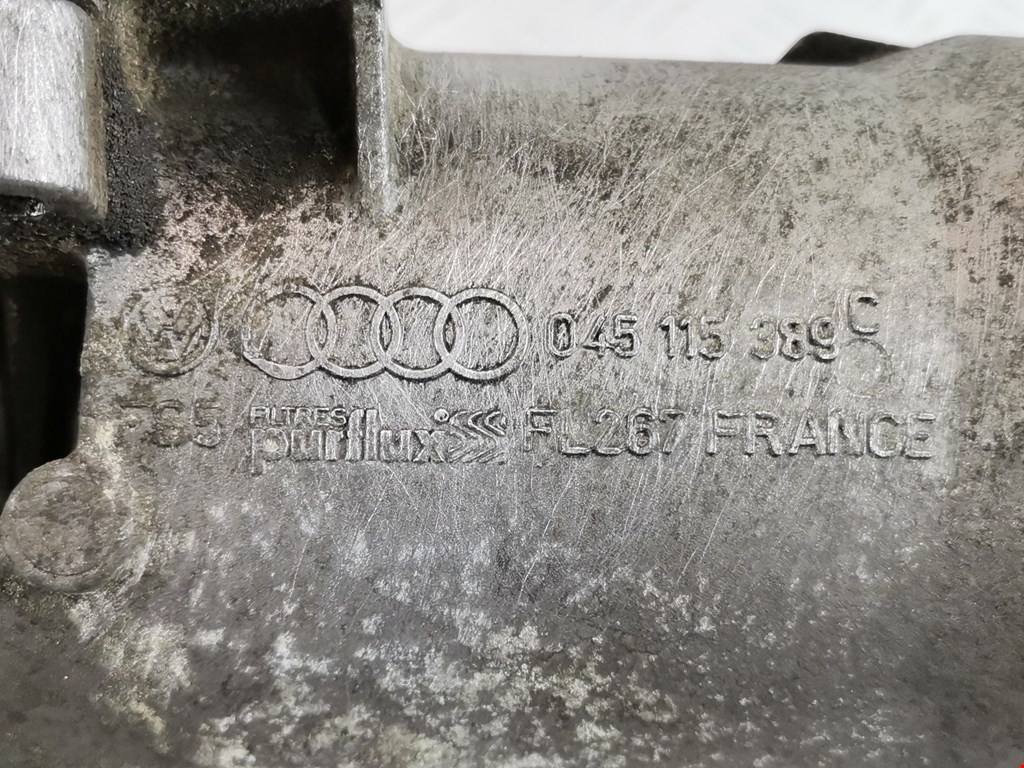 045 115 389 C
FILTRES
purflux® FL267 FRANCE